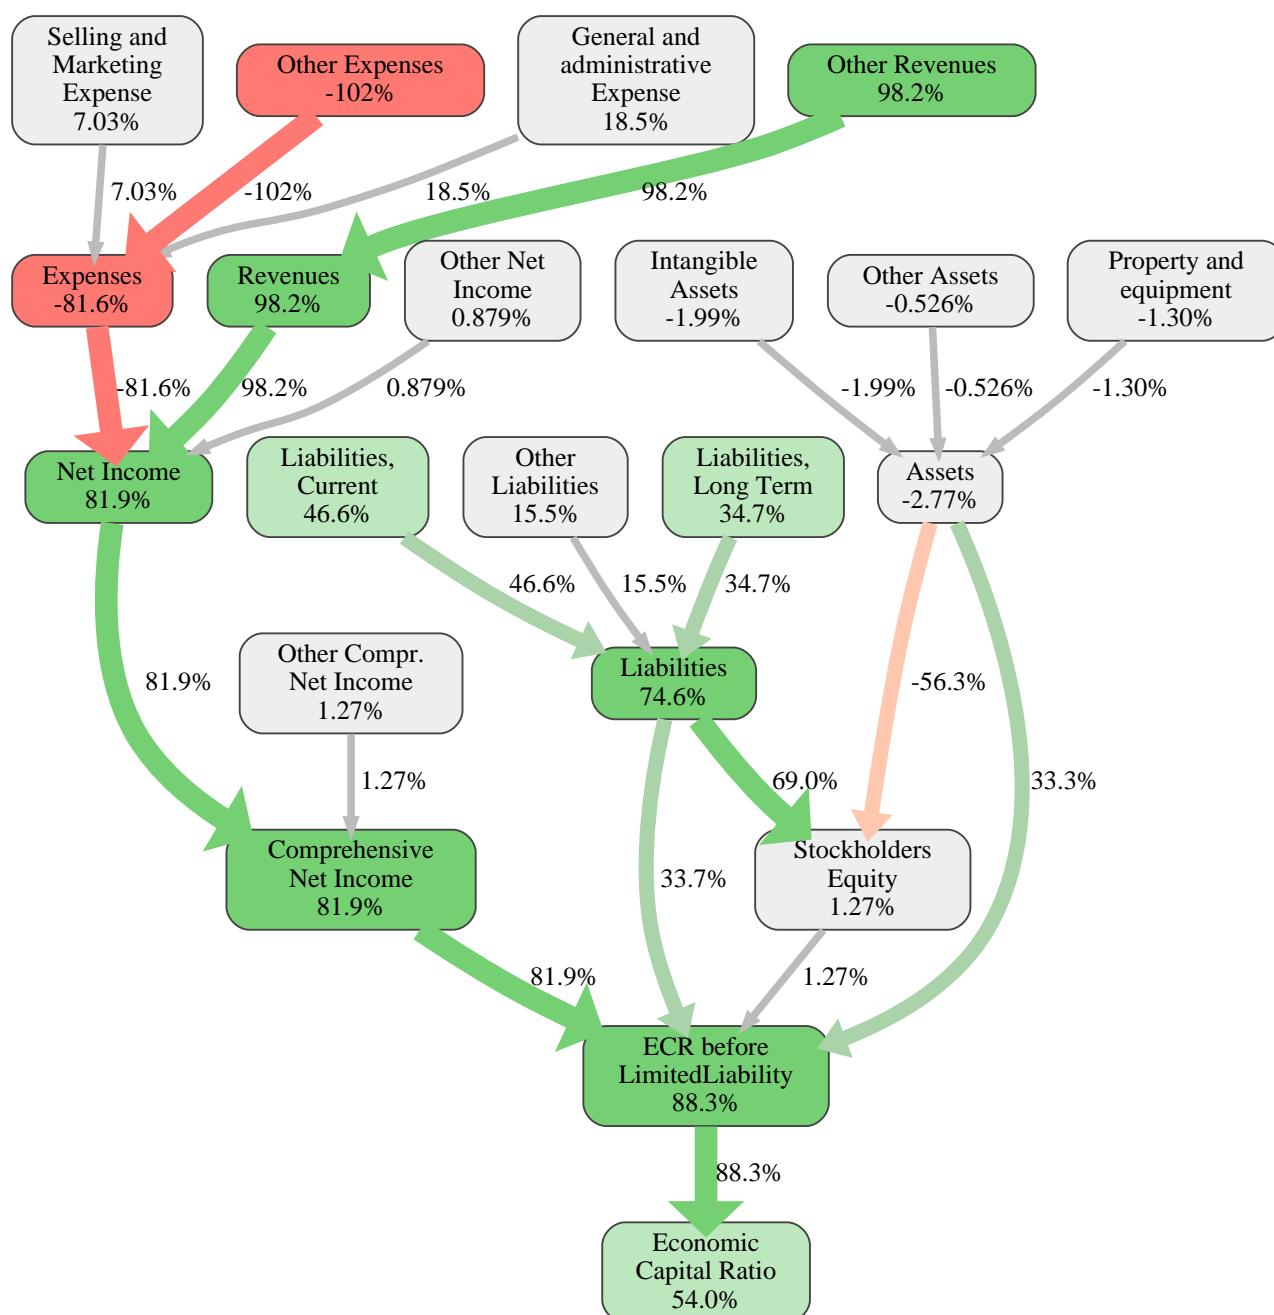 Selling and
Marketing
Expense
7.03%
Other Expenses
-102%
General and
administrative
Expense
18.5%
Other Revenues
98.2%
7.03%
-102%
18.5%
98.2%
Expenses
-81.6%
Revenues
98.2%
Other Net
Income
0.879%
Intangible
Assets
-1.99%
Other Assets
-0.526%
Property and
equipment
-1.30%
-81.6%
98.2%
0.879%
-1.99%
-0.526%
-1.30%
Net Income
81.9%
Liabilities,
Current
46.6%
Other
Liabilities
15.5%
Liabilities,
Long Term
34.7%
Assets
-2.77%
46.6%
15.5%
34.7%
81.9%
Other Compr.
Net Income
1.27%
Liabilities
74.6%
-56.3%
1.27%
69.0%
33.3%
Comprehensive
Net Income
81.9%
33.7%
Stockholders
Equity
1.27%
81.9%
1.27%
ECR before
LimitedLiability
88.3%
88.3%
Economic
Capital Ratio
54.0%